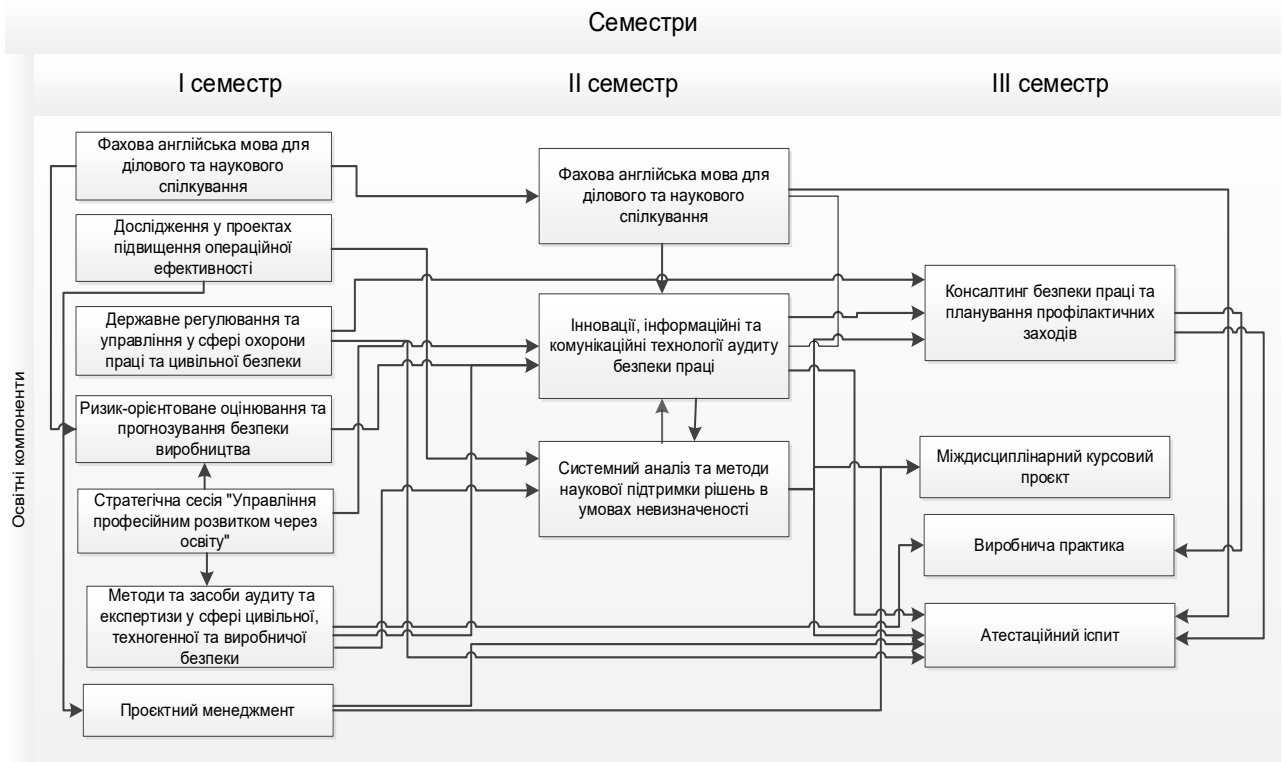 Семестри
І семестр
ІІ семестр
ІІІ семестр
Освітні компоненти
Фахова англійська мова для
ділового та наукового
спілкування
Дослідження у проектах
підвищення операційної
ефективності
Державне регулювання та
управління у сфері охорони
праці та цивільної безпеки
Ризик-орієнтоване оцінювання та
прогнозування безпеки
виробництва
Стратегічна сесія "Управління
професійним розвитком через
освіту"
Методи та засоби аудиту та
експертизи у сфері цивільної,
техногенної та виробничої
безпеки
Проєктний менеджмент
Фахова англійська мова для
ділового та наукового
спілкування
Інновації, інформаційні та
комунікаційні технології аудиту
безпеки праці
Системний аналіз та методи
наукової підтримки рішень в
умовах невизначеності
Консалтинг безпеки праці та
планування профілактичних
заходів
Міждисциплінарний курсовий
проєкт
Виробнича практика
Атестаційний іспит